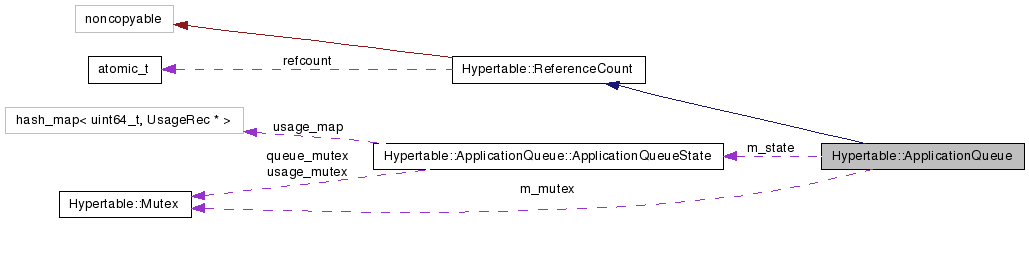 noncopyable
refcount
atomic_t
Hypertable::ReferenceCount
hash_map< uint64_t, UsageRec * >
usage_map
m_state
queue_mutex
usage_mutex
Hypertable::ApplicationQueue::ApplicationQueueState
Hypertable::ApplicationQueue
m_mutex
Hypertable::Mutex